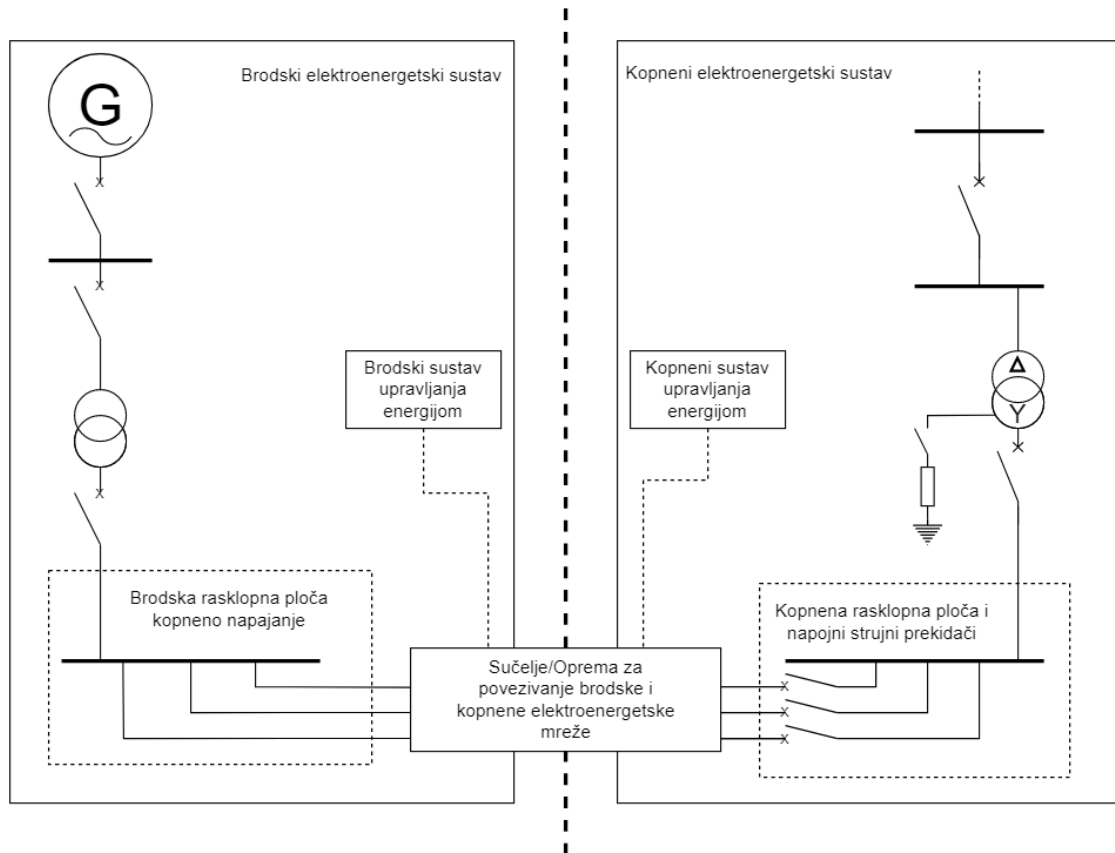 Brodski elektroenergetski sustav
G
Brodski sustav
upravljanja
energijom
Brodska rasklopna ploča
kopneno napajanje
Sučelje/Oprema za
povezivanje brodske i
kopnene elektroenergetske
mreže
Kopneni elektroenergetski sustav
Kopneni sustav
upravljanja
energijom
Δ
Y
Kopnena rasklopna ploča i
napojni strujni prekidači